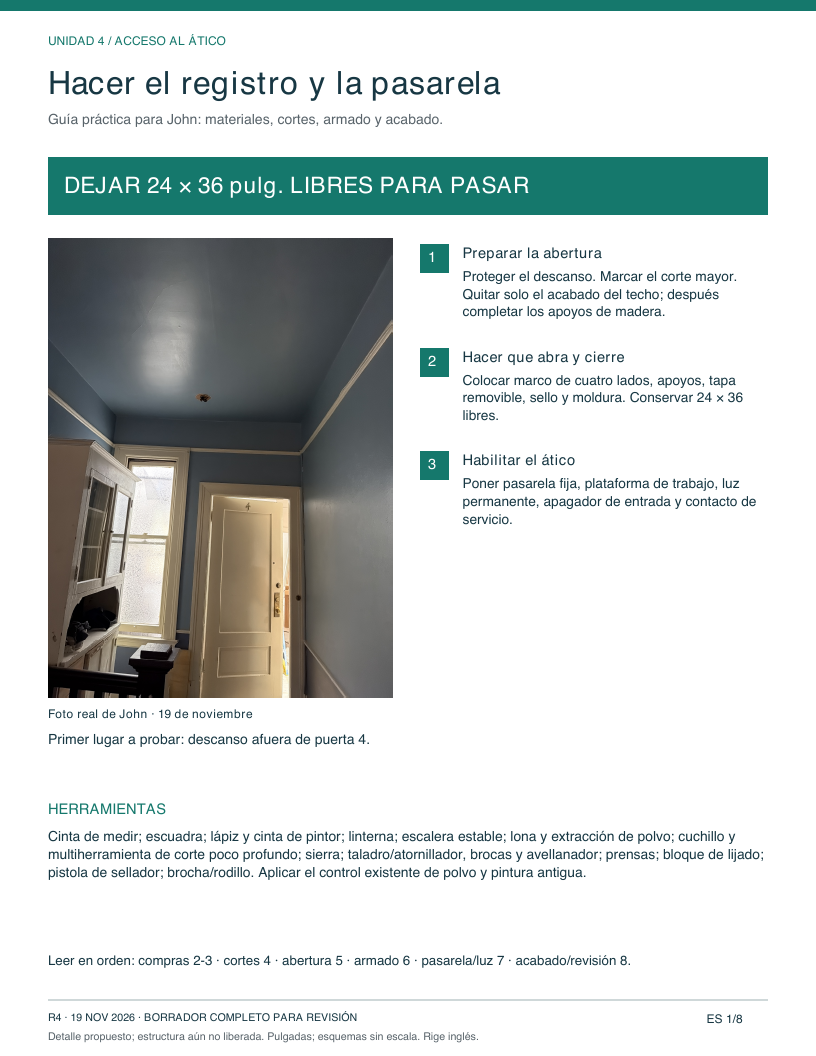 UNIDAD 4 / ACCESO AL ÁTICO
Hacer el registro y la pasarela
Guía práctica para John: materiales, cortes, armado y acabado.
DEJAR 24 × 36 pulg. LIBRES PARA PASAR
1
Preparar la abertura
Proteger el descanso. Marcar el corte mayor.
Quitar solo el acabado del techo; después
completar los apoyos de madera.
2
Hacer que abra y cierre
Colocar marco de cuatro lados, apoyos, tapa
removible, sello y moldura. Conservar 24 × 36
libres.
3
Habilitar el ático
Poner pasarela fija, plataforma de trabajo, luz
permanente, apagador de entrada y contacto de
servicio.
4
Foto real de John · 19 de noviembre
Primer lugar a probar: descanso afuera de puerta 4.
HERRAMIENTAS
Cinta de medir; escuadra; lápiz y cinta de pintor; linterna; escalera estable; lona y extracción de polvo; cuchillo y
multiherramienta de corte poco profundo; sierra; taladro/atornillador, brocas y avellanador; prensas; bloque de lijado;
pistola de sellador; brocha/rodillo. Aplicar el control existente de polvo y pintura antigua.
Leer en orden: compras 2-3 · cortes 4 · abertura 5 · armado 6 · pasarela/luz 7 · acabado/revisión 8.
R4 · 19 NOV 2026 · BORRADOR COMPLETO PARA REVISIÓN
ES 1/8
Detalle propuesto; estructura aún no liberada. Pulgadas; esquemas sin escala. Rige inglés.